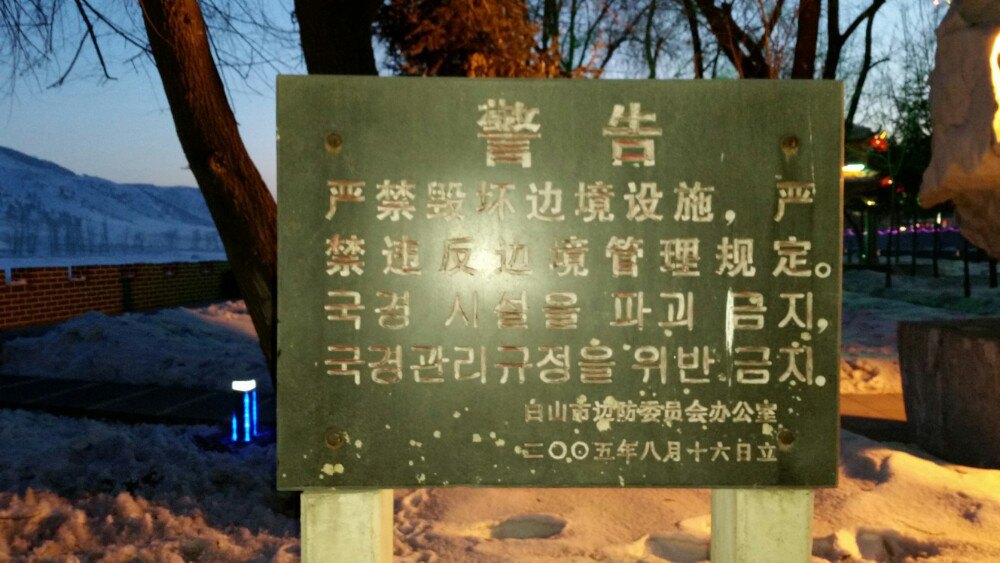 警告
严禁毁坏边境设施，严
禁违反边境管理规定。
국경 시설을 파괴 금지,
국경관리규정을 위반 금지.
白山市边防委员会办公室
二〇〇五年八月十六日立